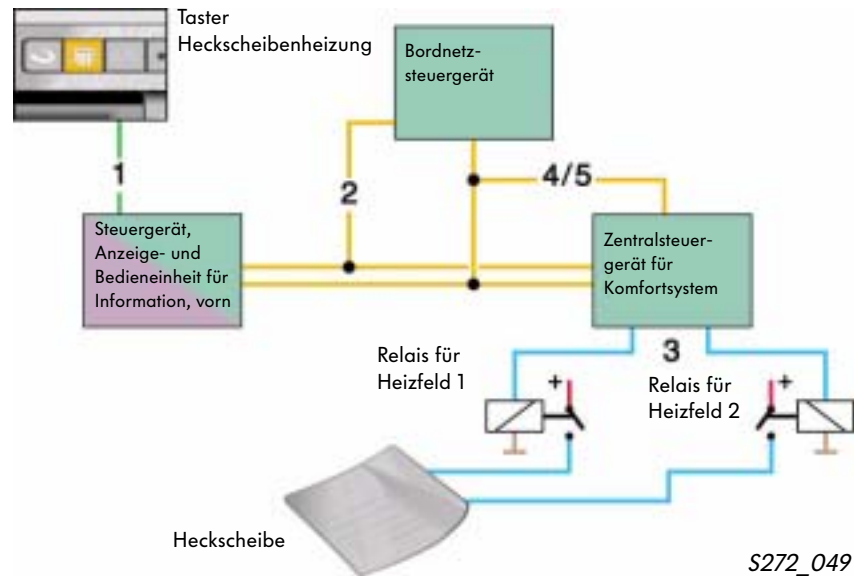 Taster
Heckscheibenheizung
Bordnetz-
steuergerät
1
2
4/5
Steuergerät,
Anzeige- und
Bedieneinheit für
Information, vorn
Zentralsteuer-
gerät für
Komfortsystem
3
Relais für
Heizfeld 1
+
Relais für
Heizfeld 2
+
Heckscheibe
S272_049